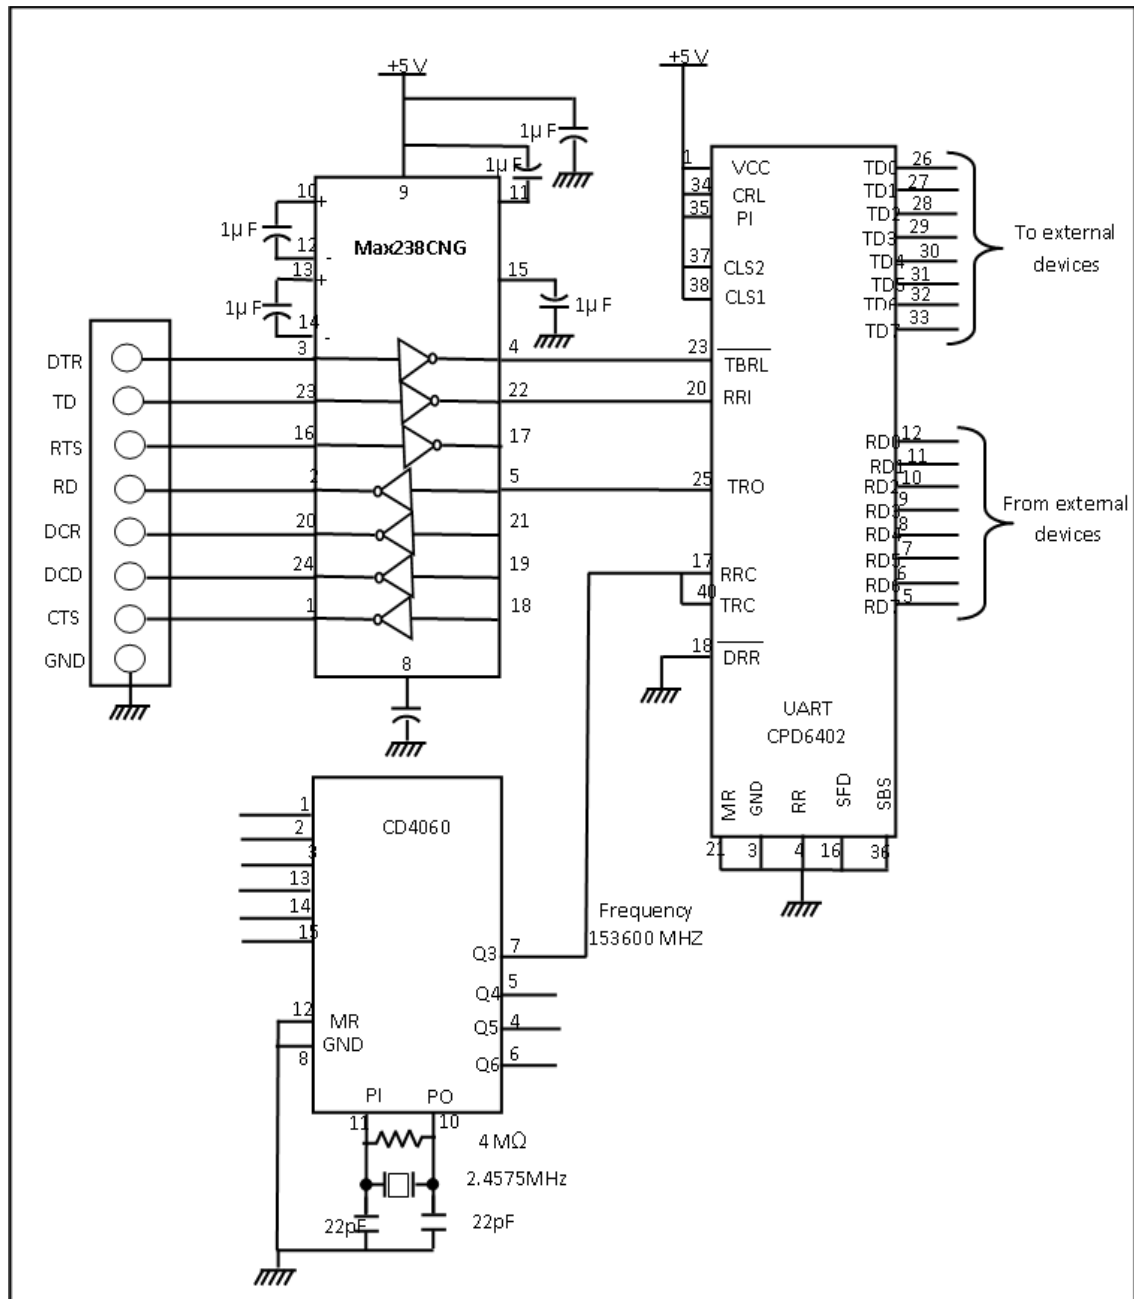 +5 V
1µ F
1µ F
11
10
+
9
1µ F
12
-
Max238CNG
13
+
15
1µ F
1µ F
14
-
DTR
3
4
TD
23
22
RTS
16
17
RD
2
5
DCR
20
21
DCD
24
19
CTS
1
18
GND
8
+5 V
1
VCC
34
CRL
35
PI
37
CLS2
38
CLS1
23
TBRL
20
RRI
25
TRO
17
RRC
40
TRC
18
DRR
UART
CPD6402
TD0
26
TD1
27
TD2
28
TD3
29
TD4
30
TD5
31
TD6
32
TD7
33
To external
devices
RD0
12
RD1
11
RD2
10
RD3
9
RD4
8
RD5
7
RD6
6
RD7
5
From external
devices
MR
GND
RR
SFD
SBS
21
3
4
16
36
CD4060
1
2
3
13
14
15
12
MR
GND
8
Frequency
153600 MHZ
Q3
7
Q4
5
Q5
4
Q6
6
PI
PO
11
10
4 MΩ
2.4575MHz
22pF
22pF